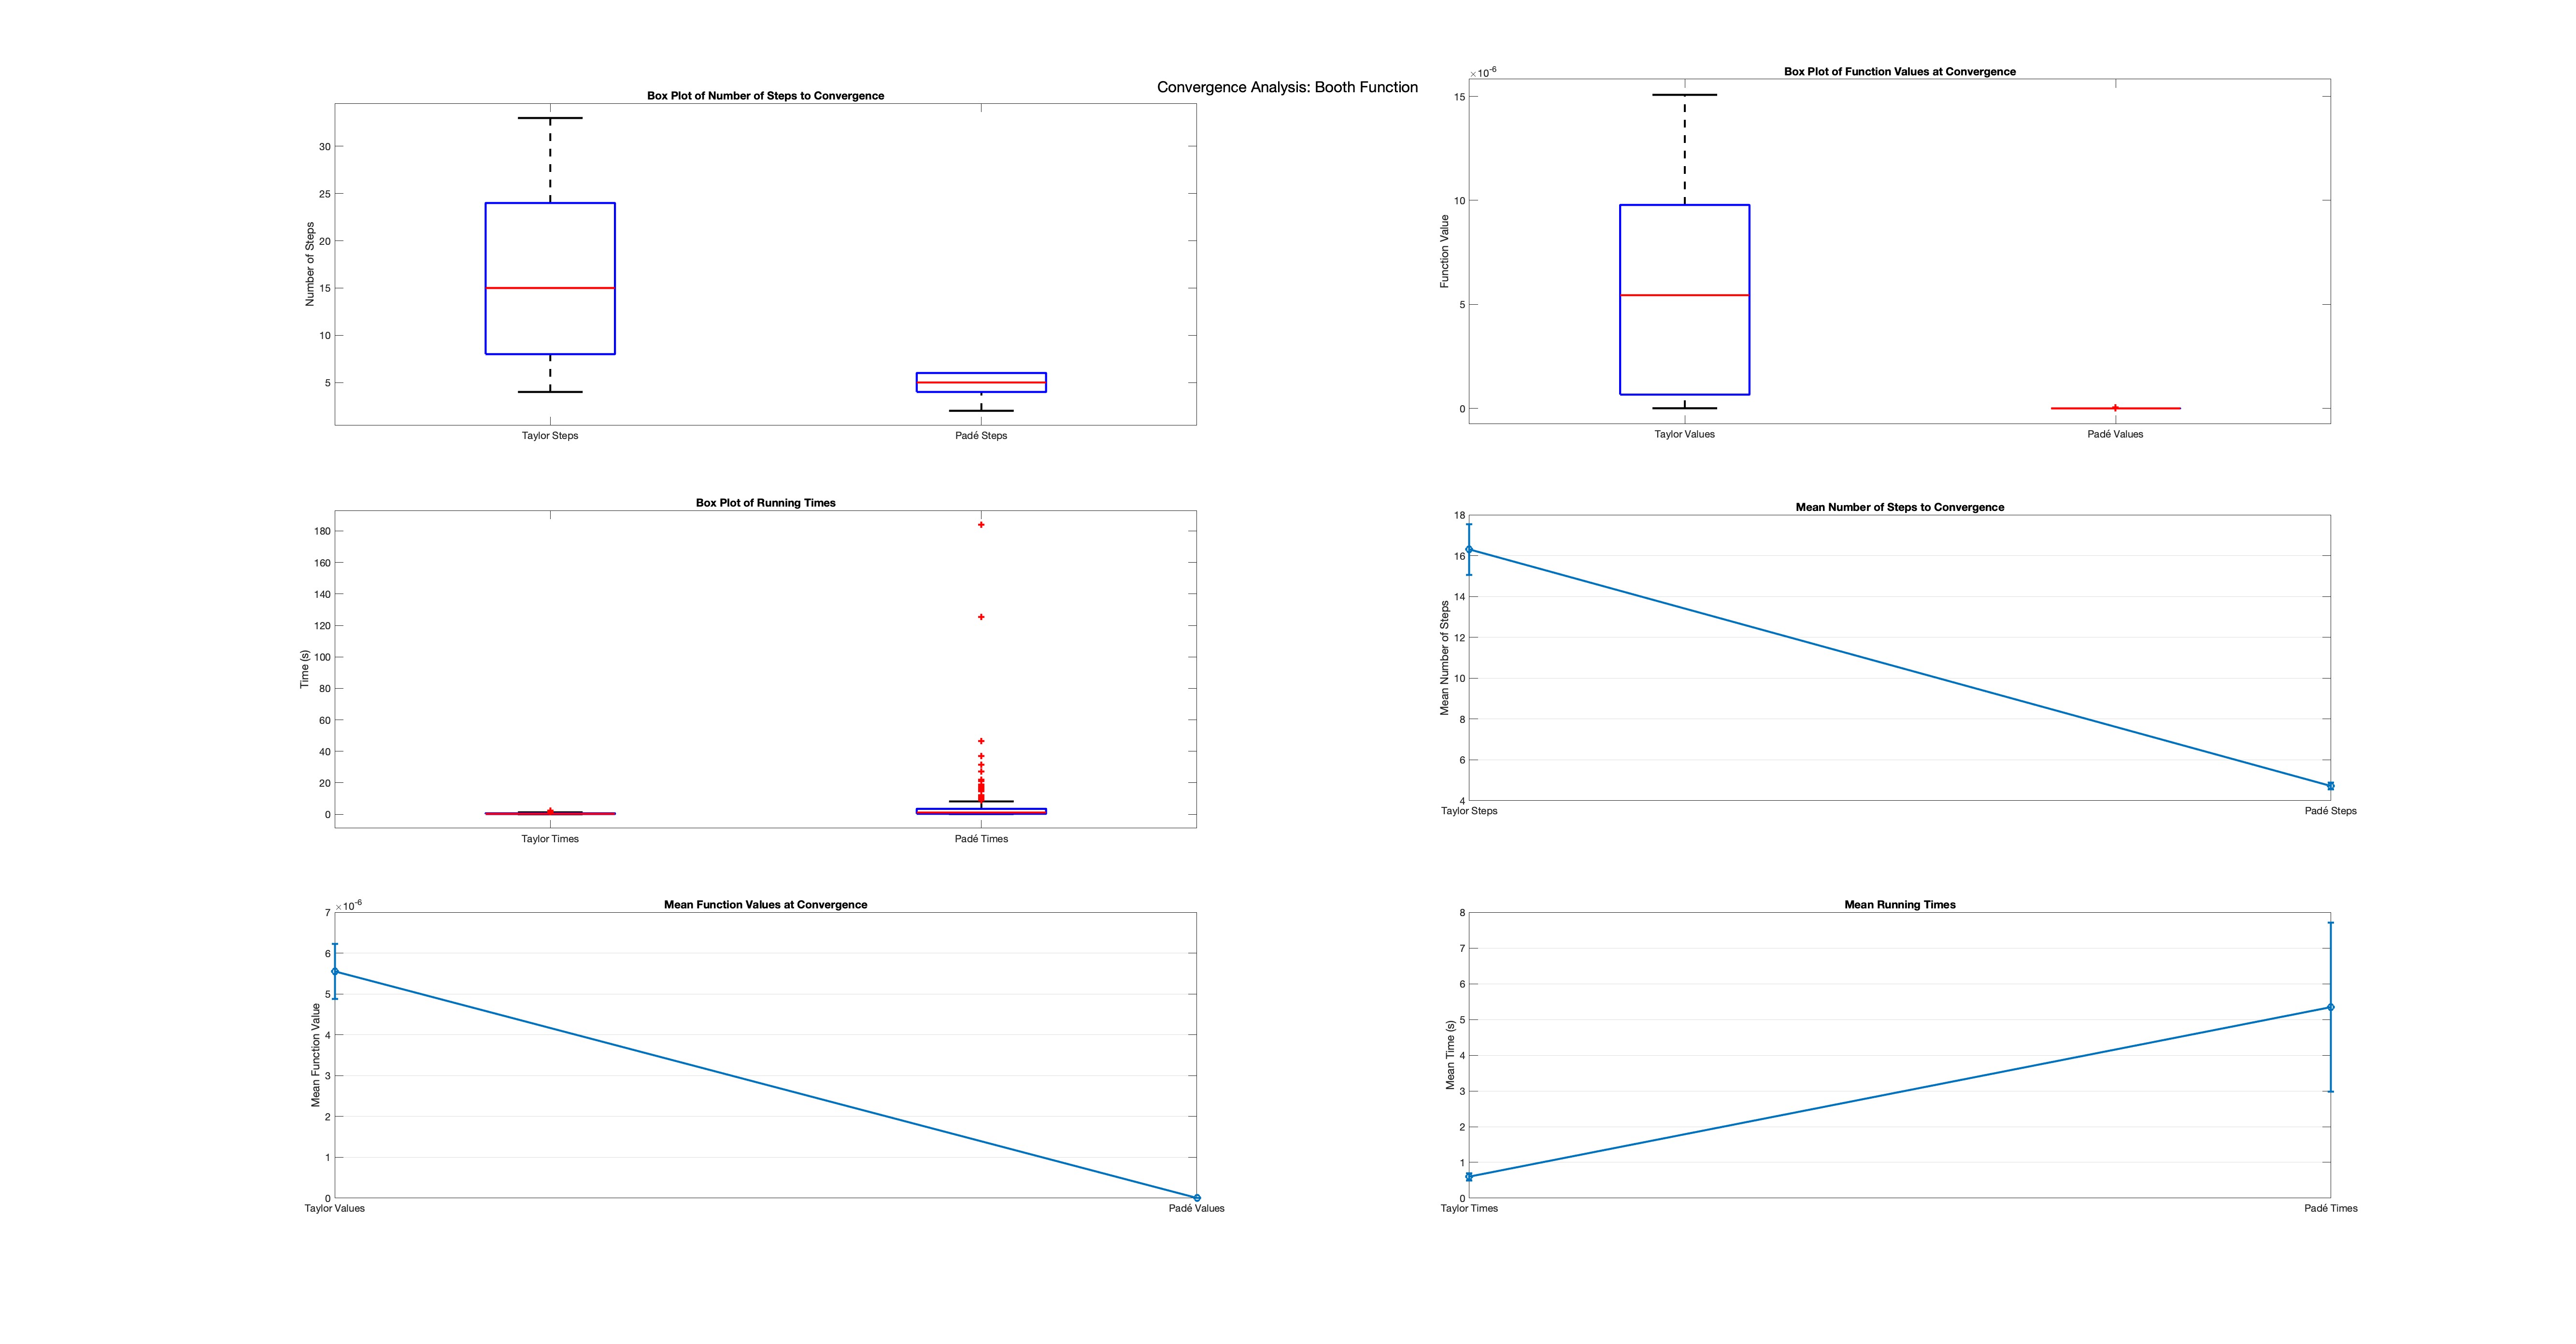 Convergence Analysis: Booth Function
Box Plot of Number of Steps to Convergence
Number of Steps
30
25
20
15
10
5
Taylor Steps
Padé Steps
Box Plot of Function Values at Convergence
×10-6
Function Value
15
10
5
0
Taylor Values
Padé Values
Box Plot of Running Times
Time (s)
180
160
140
120
100
80
60
40
20
0
Taylor Times
Padé Times
Mean Number of Steps to Convergence
Mean Number of Steps
18
16
14
12
10
8
6
4
Taylor Steps
Padé Steps
Mean Function Values at Convergence
×10-6
Mean Function Value
7
6
5
4
3
2
1
0
Taylor Values
Padé Values
Mean Running Times
Mean Time (s)
8
7
6
5
4
3
2
1
0
Taylor Times
Padé Times